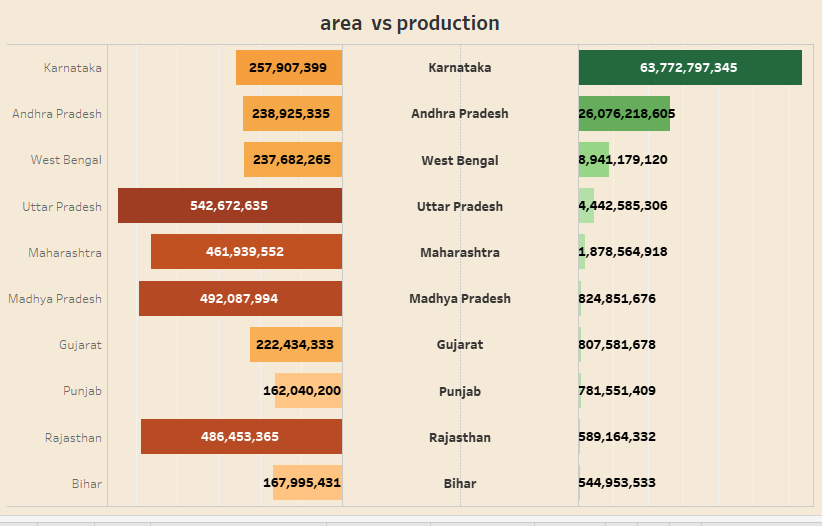 area vs production
Karnataka 257,907,399 Karnataka 63,772,797,345
Andhra Pradesh 238,925,335 Andhra Pradesh 26,076,218,605
West Bengal 237,682,265 West Bengal 8,941,179,120
Uttar Pradesh 542,672,635 Uttar Pradesh 4,442,585,306
Maharashtra 461,939,552 Maharashtra 1,878,564,918
Madhya Pradesh 492,087,994 Madhya Pradesh 824,851,676
Gujarat 222,434,333 Gujarat 807,581,678
Punjab 162,040,200 Punjab 781,551,409
Rajasthan 486,453,365 Rajasthan 589,164,332
Bihar 167,995,431 Bihar 544,953,533